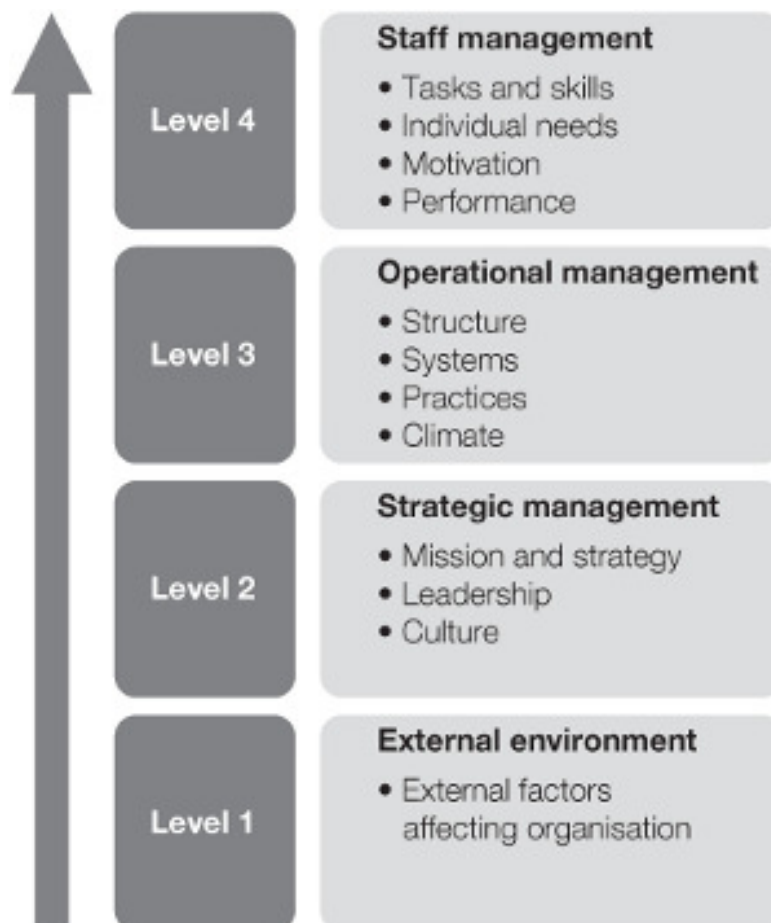 Level 4
Staff management
• Tasks and skills
• Individual needs
• Motivation
• Performance
Level 3
Operational management
• Structure
• Systems
• Practices
• Climate
Level 2
Strategic management
• Mission and strategy
• Leadership
• Culture
Level 1
External environment
• External factors
affecting organisation